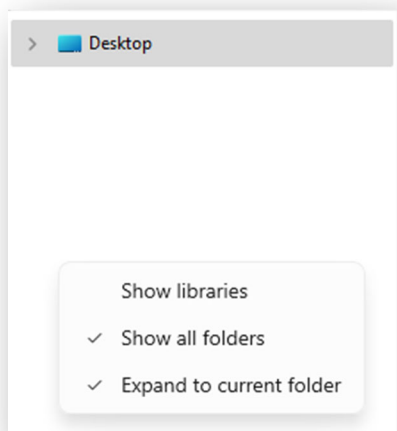 Desktop
Show libraries
Show all folders
Expand to current folder